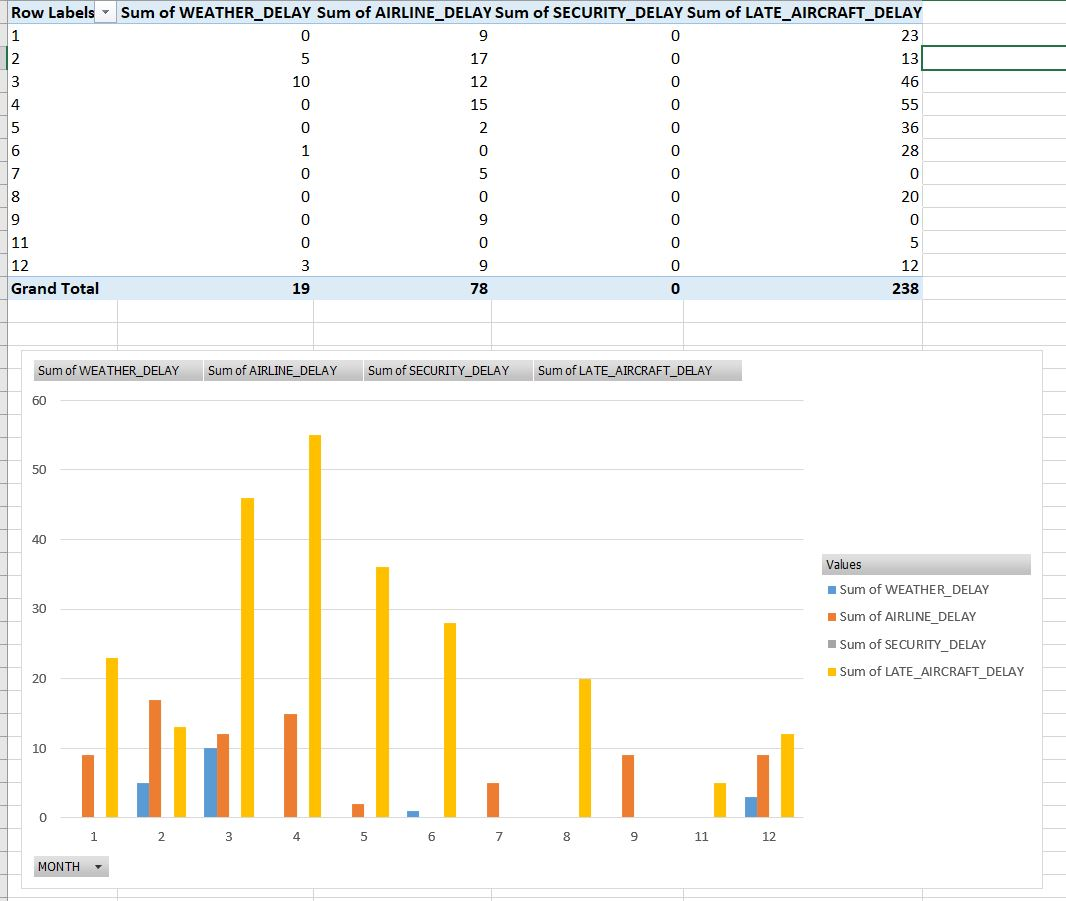 Row Labels Sum of WEATHER_DELAY Sum of AIRLINE_DELAY Sum of SECURITY_DELAY Sum of LATE_AIRCRAFT_DELAY
1 0 9 0 23
2 5 17 0 13
3 10 12 0 46
4 0 15 0 55
5 0 2 0 36
6 1 0 0 28
7 0 5 0 0
8 0 0 0 20
9 0 9 0 0
11 0 0 0 5
12 3 9 0 12
Grand Total 19 78 0 238
Sum of WEATHER_DELAY Sum of AIRLINE_DELAY Sum of SECURITY_DELAY Sum of LATE_AIRCRAFT_DELAY
60
50
40
30
20
10
0
1 2 3 4 5 6 7 8 9 11 12
MONTH
Values
Sum of WEATHER_DELAY
Sum of AIRLINE_DELAY
Sum of SECURITY_DELAY
Sum of LATE_AIRCRAFT_DELAY